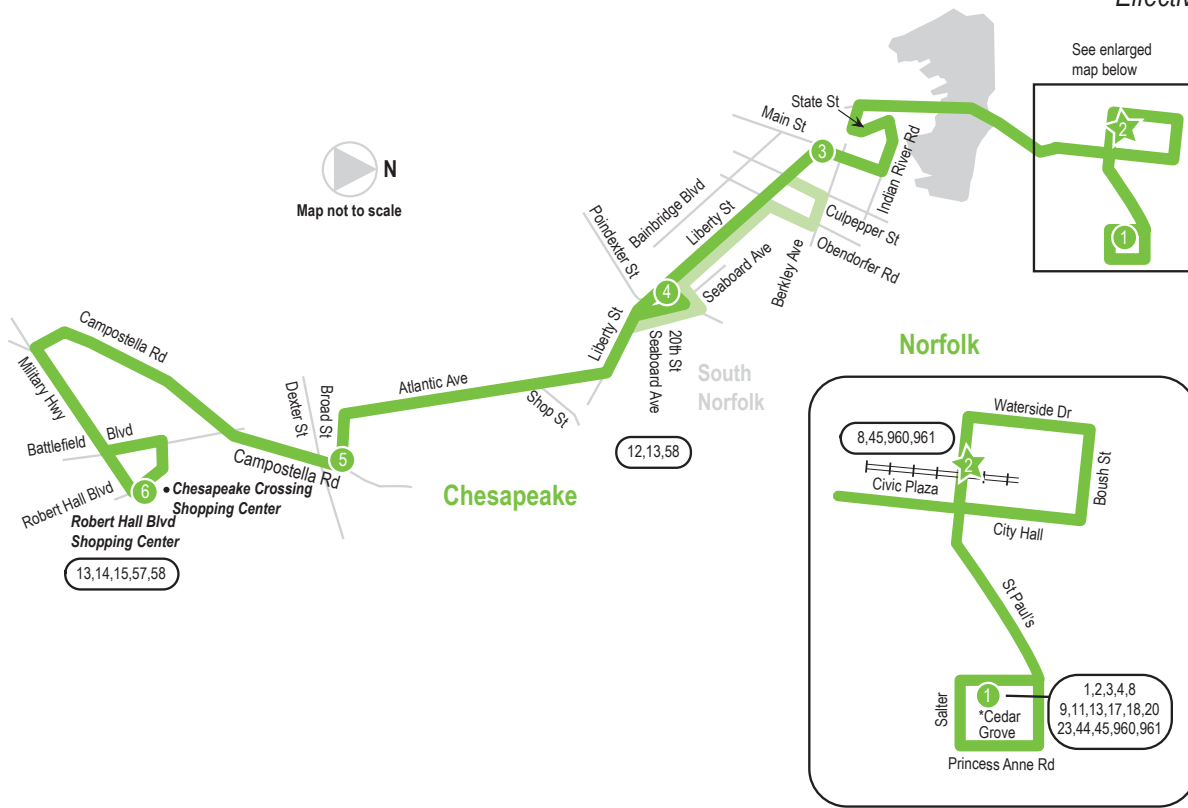 Effectiv
See enlarged
map below
State St
Main St
2
3
Indian River Rd
N
Map not to scale
Bainbridge Blvd
Poindexter St
Liberty St
Culpepper St
Obendorfer Rd
Berkley Ave
Seaboard Ave
1
4
Liberty St
20th St
Seaboard Ave
South
Norfolk
Norfolk
Campostella Rd
Military Hwy
Atlantic Ave
Shop St
Broad St
Dexter St
Battlefield Blvd
Campostella Rd
5
12,13,58
6
Robert Hall Blvd
• Chesapeake Crossing
Shopping Center
Robert Hall Blvd
Shopping Center
13,14,15,57,58
Chesapeake
Waterside Dr
8,45,960,961
2
Civic Plaza
Boush St
City Hall
St Paul's
Salter
1
*Cedar
Grove
1,2,3,4,8
9,11,13,17,18,20
23,44,45,960,961
Princess Anne Rd